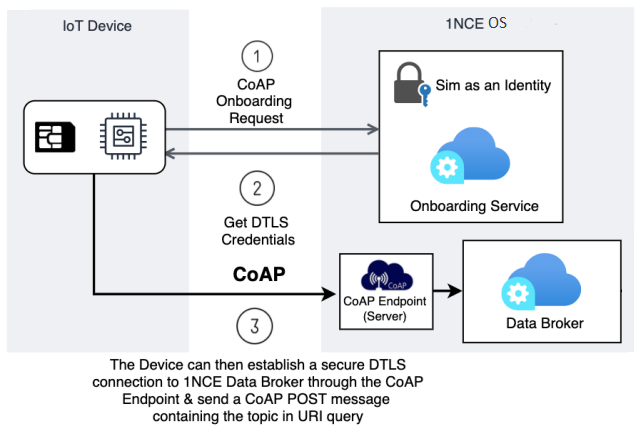 IoT Device
1NCE OS
1
CoAP
Onboarding
Request
Sim as an Identity
2
Get DTLS
Credentials
Onboarding Service
CoAP
CoAP
CoAP Endpoint
(Server)
Data Broker
3
The Device can then establish a secure DTLS
connection to 1NCE Data Broker through the CoAP
Endpoint & send a CoAP POST message
containing the topic in URI query